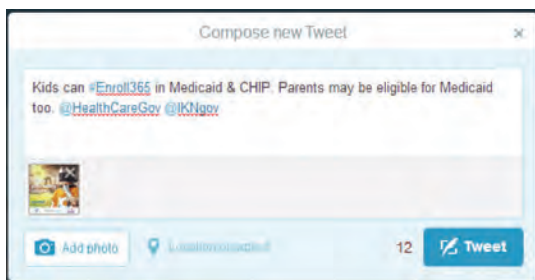 Compose new Tweet ×
Kids can #Enroll365 in Medicaid & CHIP. Parents may be eligible for Medicaid
too. @HealthCareGov @IKNgov
Add photo 12 Tweet